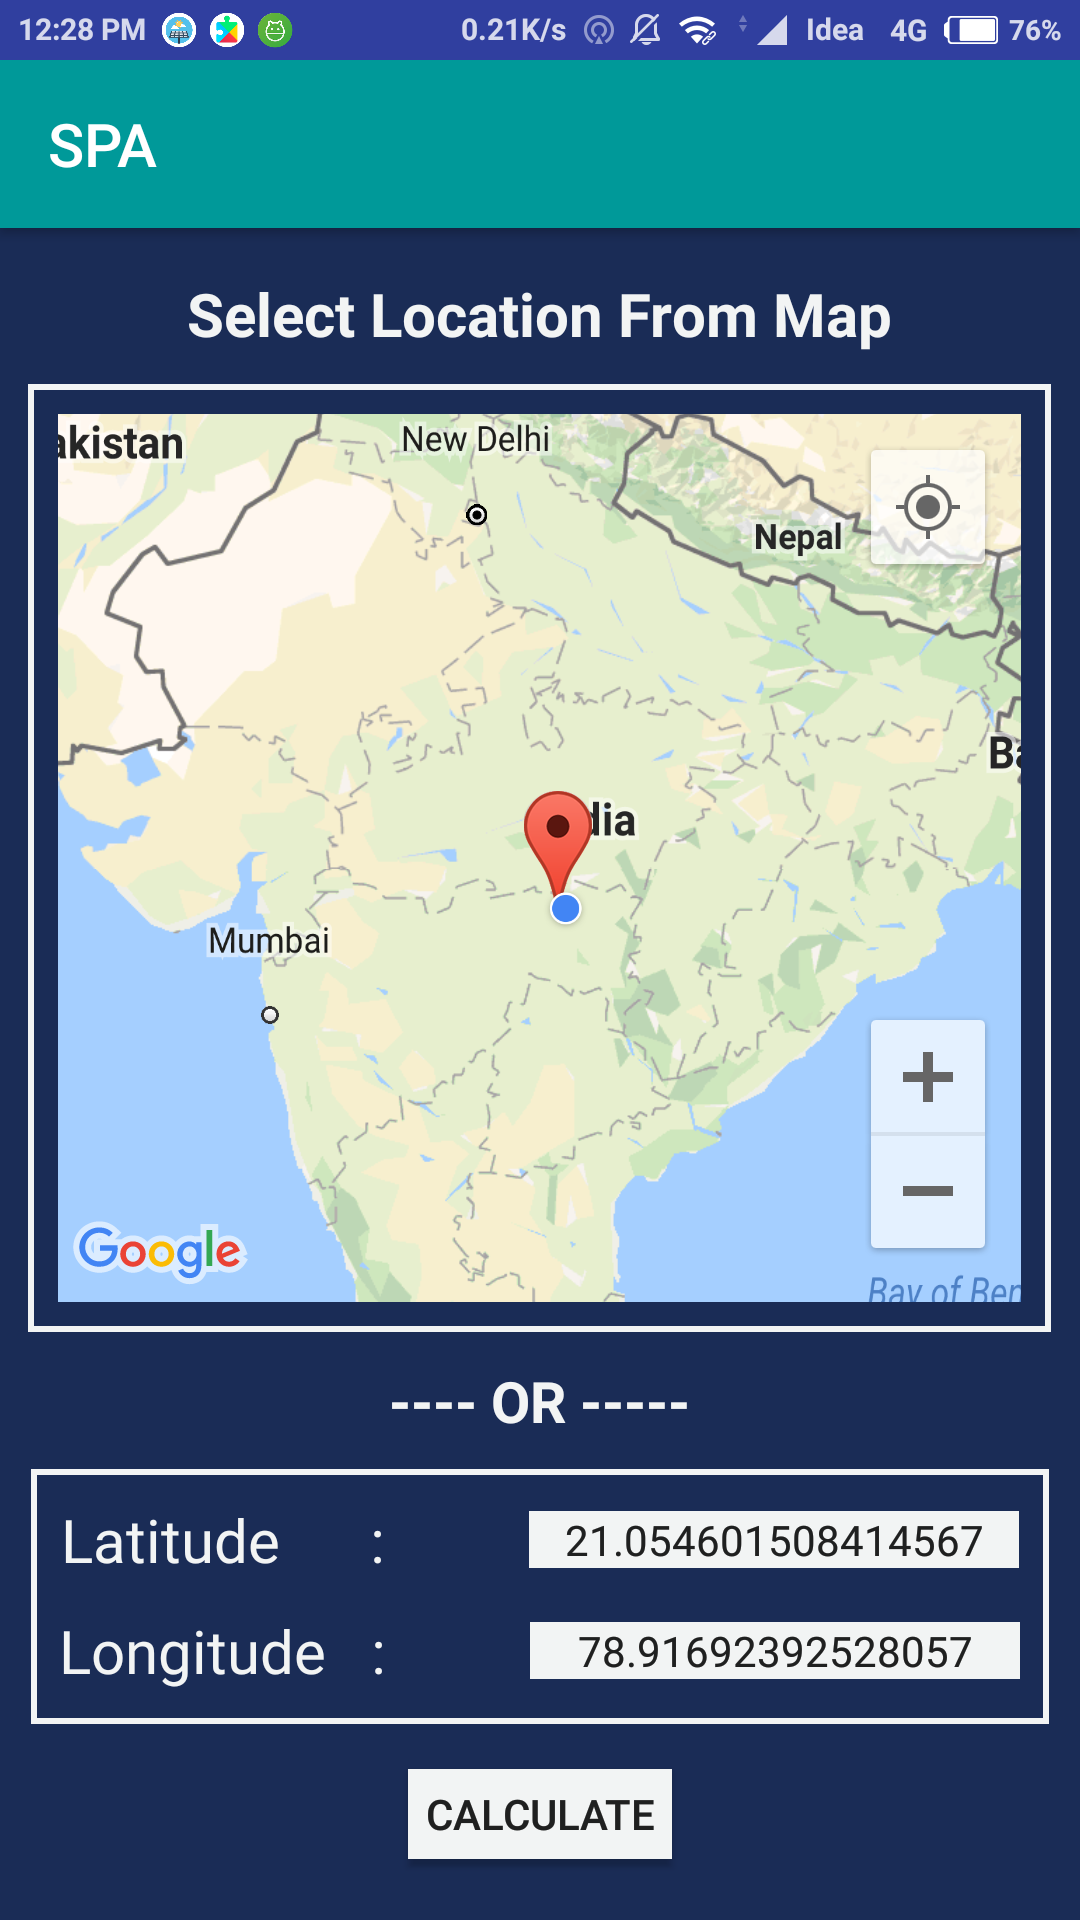 12:28 PM 0.21K/s Idea 4G 76%
SPA
Select Location From Map
akistan
New Delhi
Nepal
Ba
dia
Mumbai
Google
Bay of Ben
---- OR -----
Latitude : 21.054601508414567
Longitude : 78.91692392528057
CALCULATE